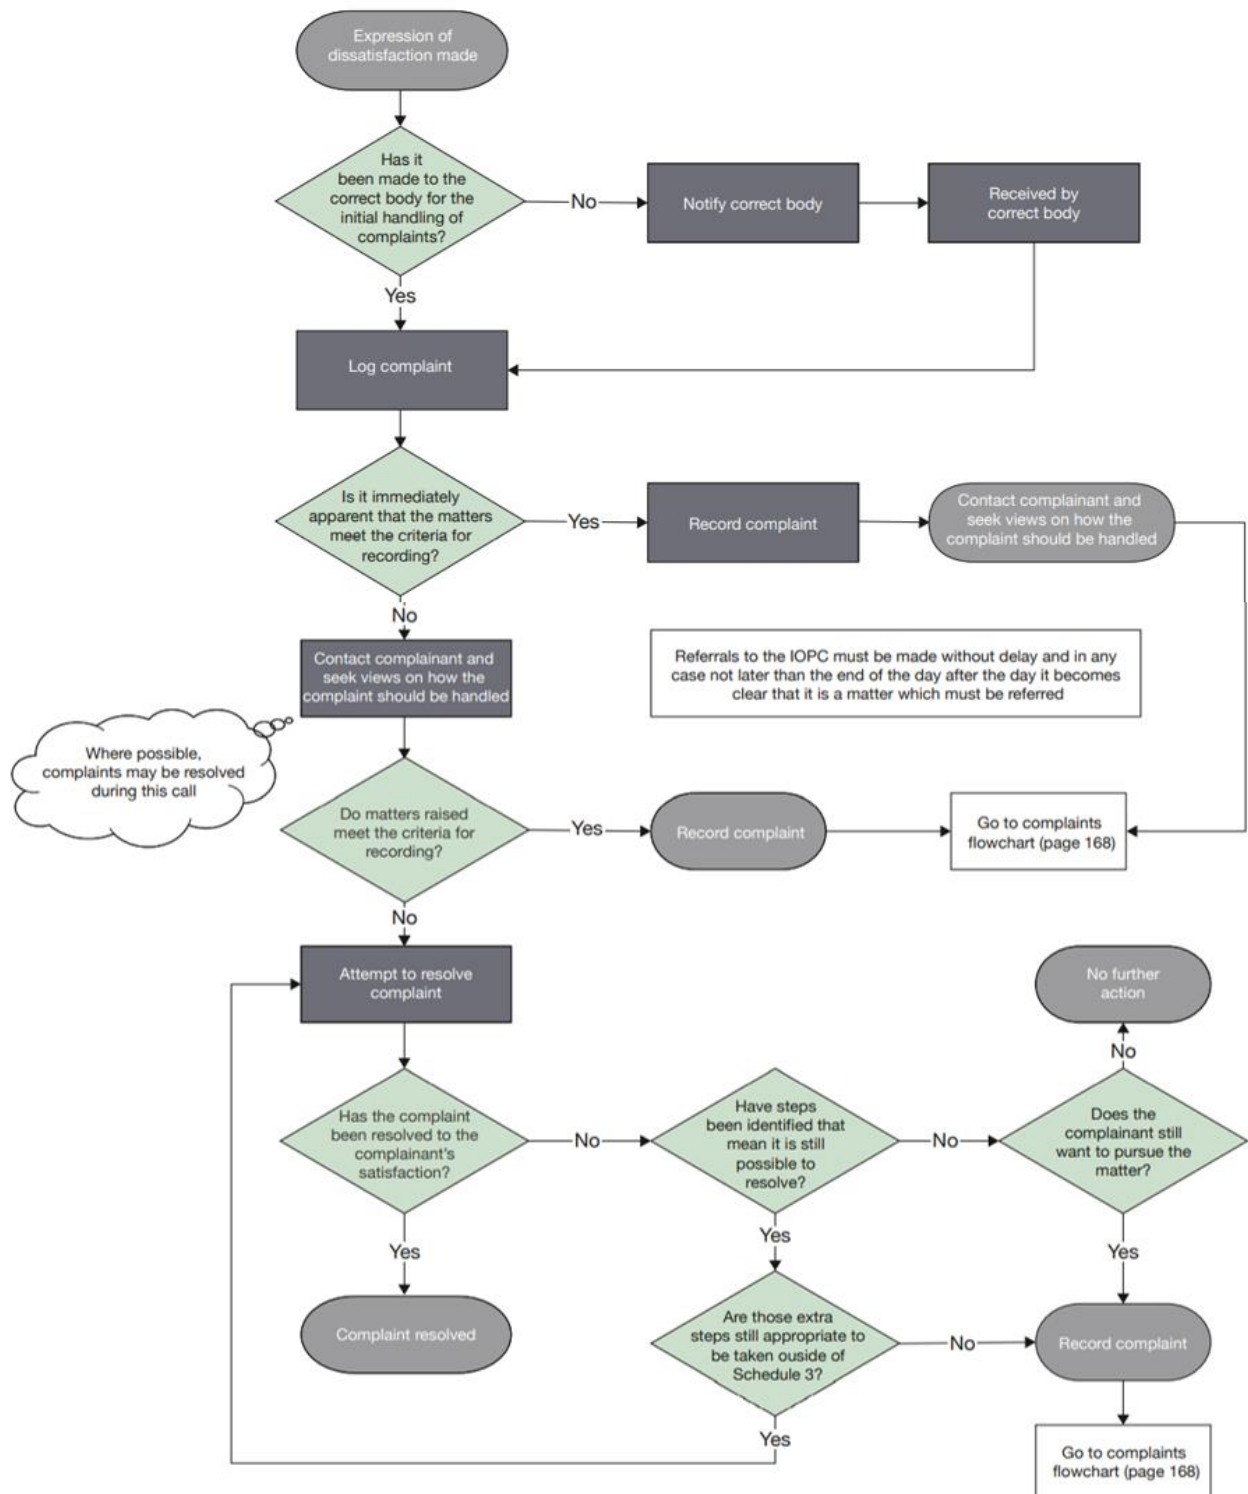 Expression of
dissatisfaction made
Has it
been made to the
correct body for the
initial handling of
complaints?
No
Notify correct body
Received by
correct body
Yes
Log complaint
Is it immediately
apparent that the matters
meet the criteria for
recording?
Yes
Record complaint
Contact complainant and
seek views on how the
complaint should be handled
No
Contact complainant and
seek views on how the
complaint should be handled
Referrals to the IOPC must be made without delay and in any
case not later than the end of the day after the day it becomes
clear that it is a matter which must be referred
Where possible,
complaints may be resolved
during this call
Do matters raised
meet the criteria for
recording?
Yes
Record complaint
Go to complaints
flowchart (page 168)
No
Attempt to resolve
complaint
No further
action
No
Has the complaint
been resolved to the
complainant's
satisfaction?
No
Have steps
been identified that
mean it is still
possible to
resolve?
No
Does the
complainant still
want to pursue the
matter?
Yes
Yes
Yes
Complaint resolved
Are those extra
steps still appropriate to
be taken ouside of
Schedule 3?
No
Record complaint
Yes
Go to complaints
flowchart (page 168)